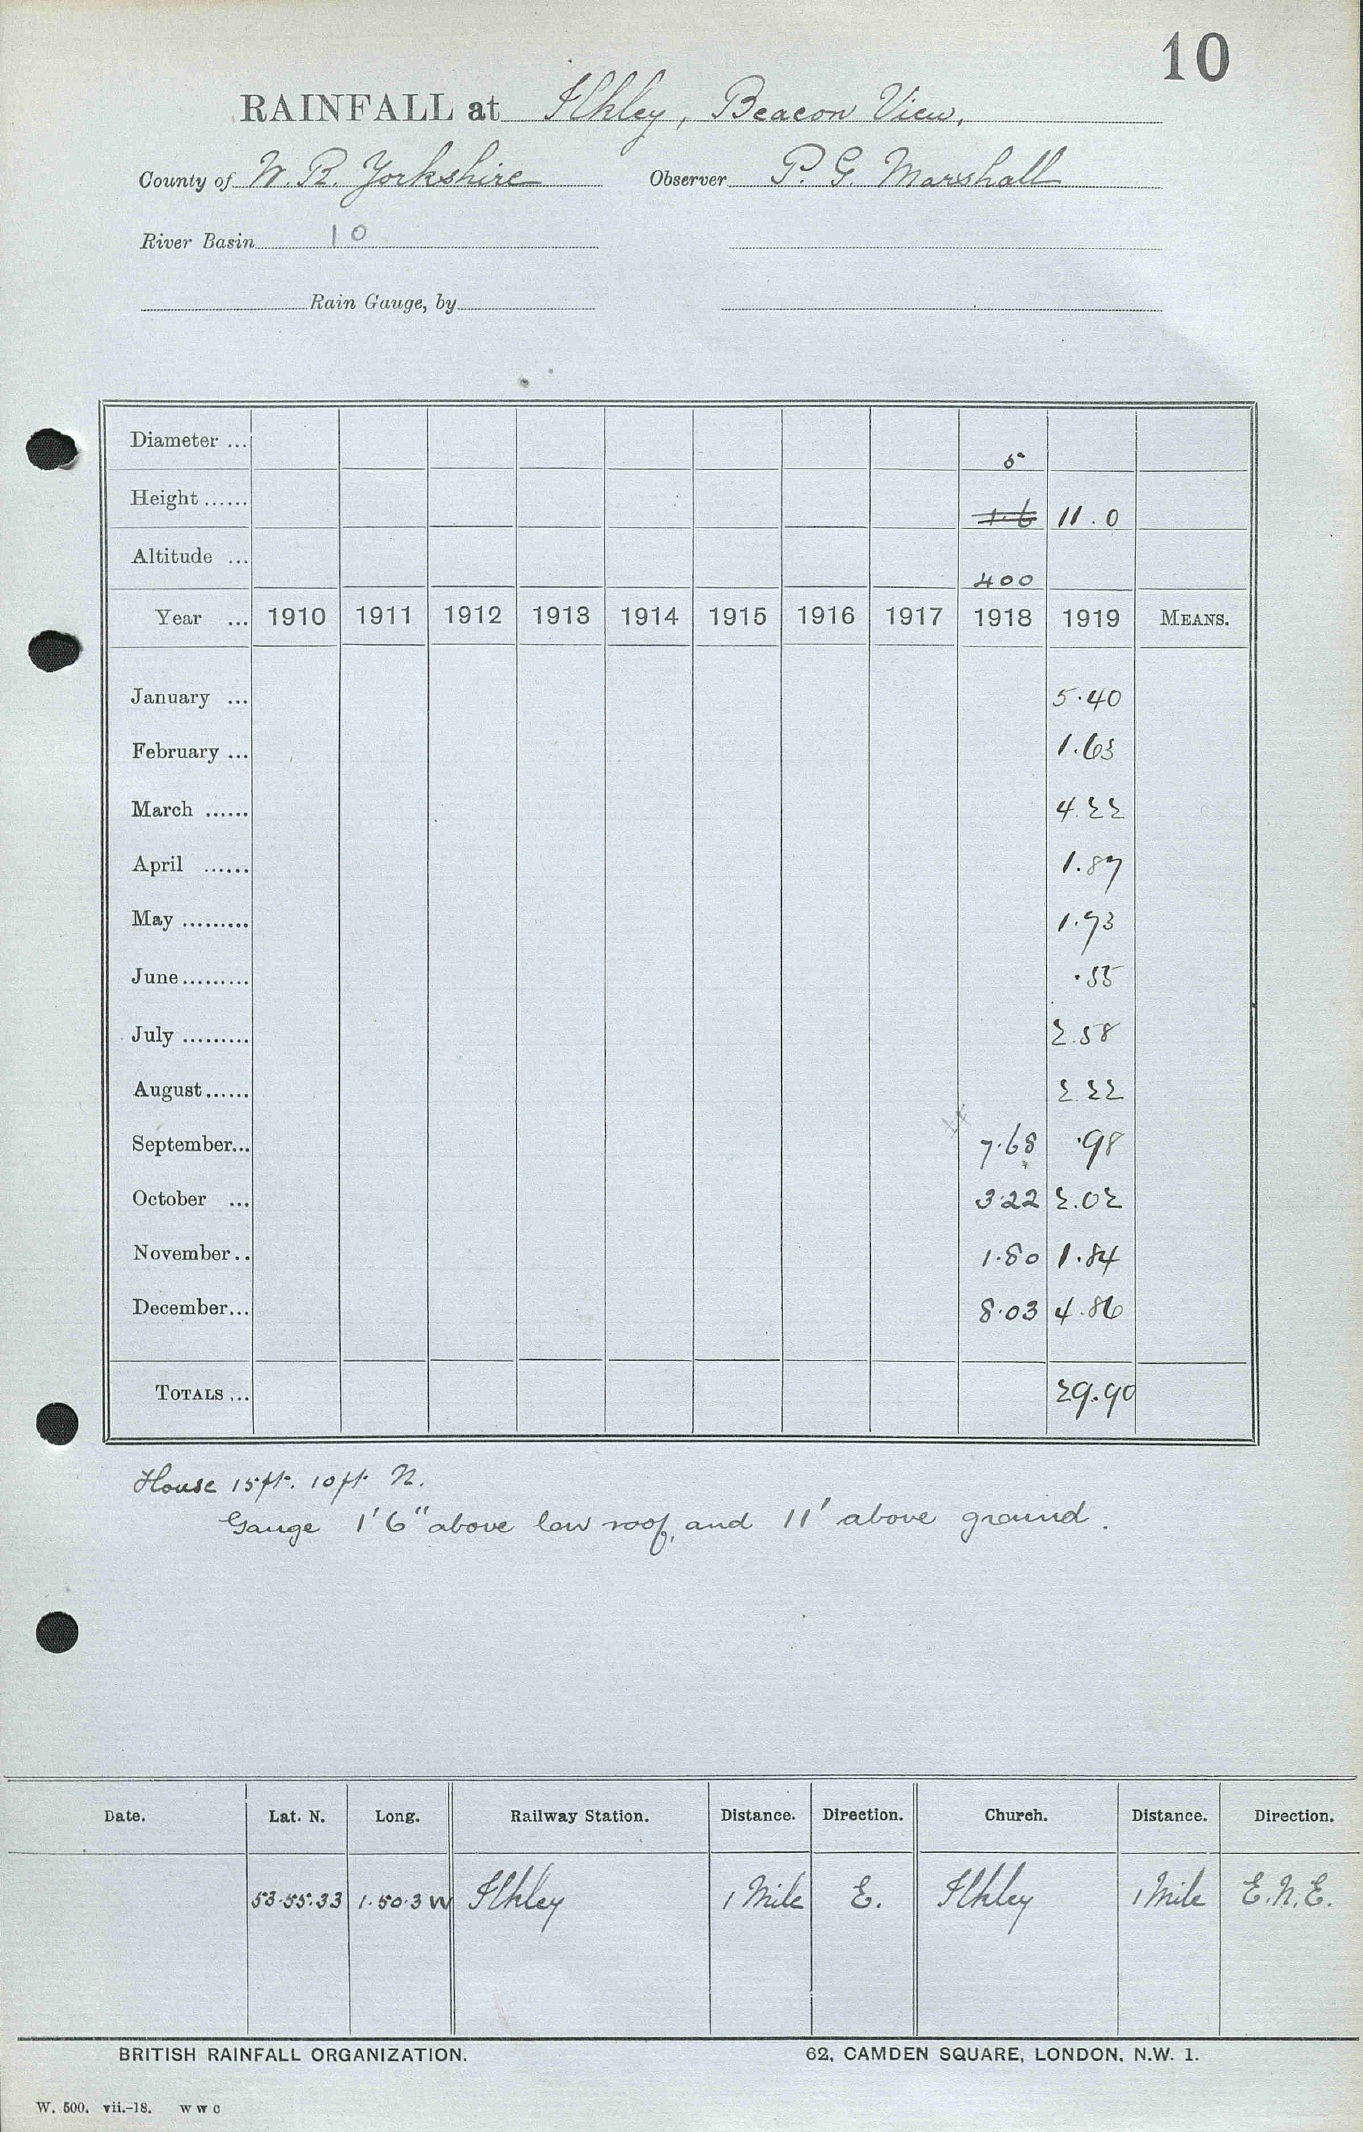 10
RAINFALL at Ilkley, Beacon View,
County of W. R. Yorkshire Observer P. G. Marshall
River Basin 10
Rain Gauge, by
Diameter ... 5
Height ...... 1.6 11.0
Altitude ... 400
Year ... 1910 1911 1912 1913 1914 1915 1916 1917 1918 1919 MEANS.
January ... 5.40
February ... 1.63
March ...... 4.22
April ...... 1.87
May ......... 1.73
June ......... .55
July ......... 2.58
August ...... 2.22
September... 7.68 .98
October ... 3.22 2.02
November.. 1.80 1.84
December... 8.03 4.86
TOTALS ... 29.90
House 15ft. 10ft N.
Gauge 1'6" above low roof, and 11' above ground.
Date. Lat. N. Long. Railway Station. Distance. Direction. Church. Distance. Direction.
53.55.33 1.50.3 W Ilkley 1 Mile E. Ilkley 1 Mile E.N.E.
BRITISH RAINFALL ORGANIZATION. 62, CAMDEN SQUARE, LONDON, N.W. 1.
W. 500. vii.-18. W W C